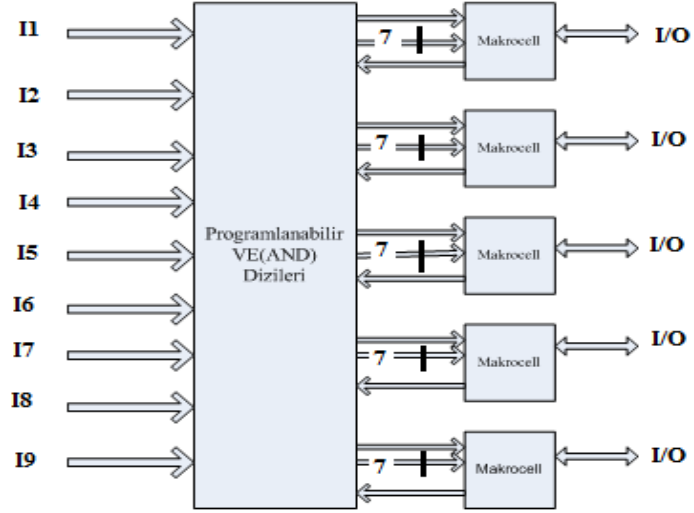 I1
I2
I3
I4
I5
I6
I7
I8
I9
Programlanabilir
VE(AND)
Dizileri
7
Makrocell
I/O
7
Makrocell
I/O
7
Makrocell
I/O
7
Makrocell
I/O
7
Makrocell
I/O